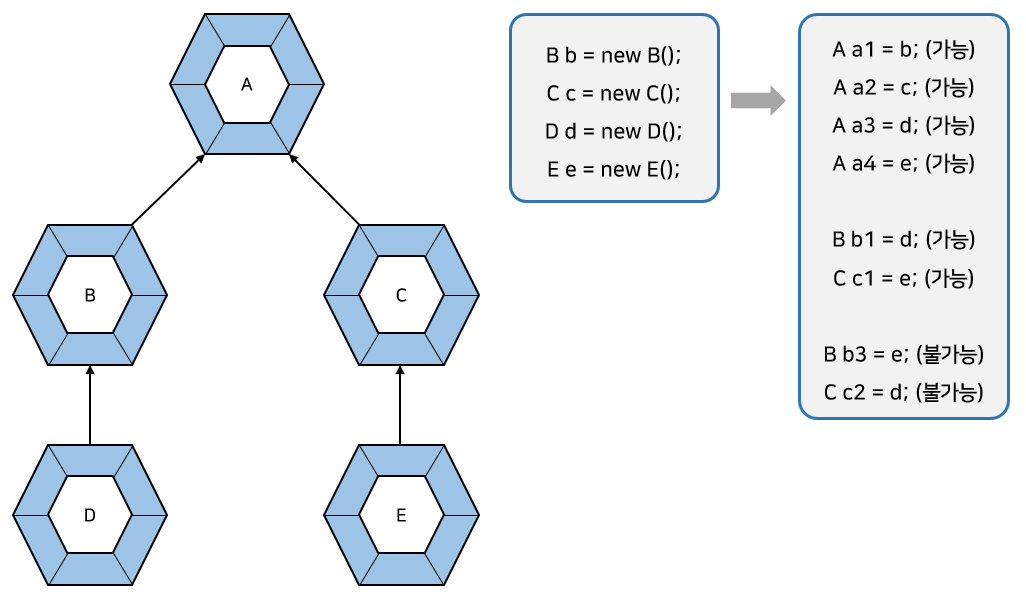 A
B
C
D
E
B b = new B();
C c = new C();
D d = new D();
E e = new E();
A a1 = b; (가능)
A a2 = c; (가능)
A a3 = d; (가능)
A a4 = e; (가능)
B b1 = d; (가능)
C c1 = e; (가능)
B b3 = e; (불가능)
C c2 = d; (불가능)